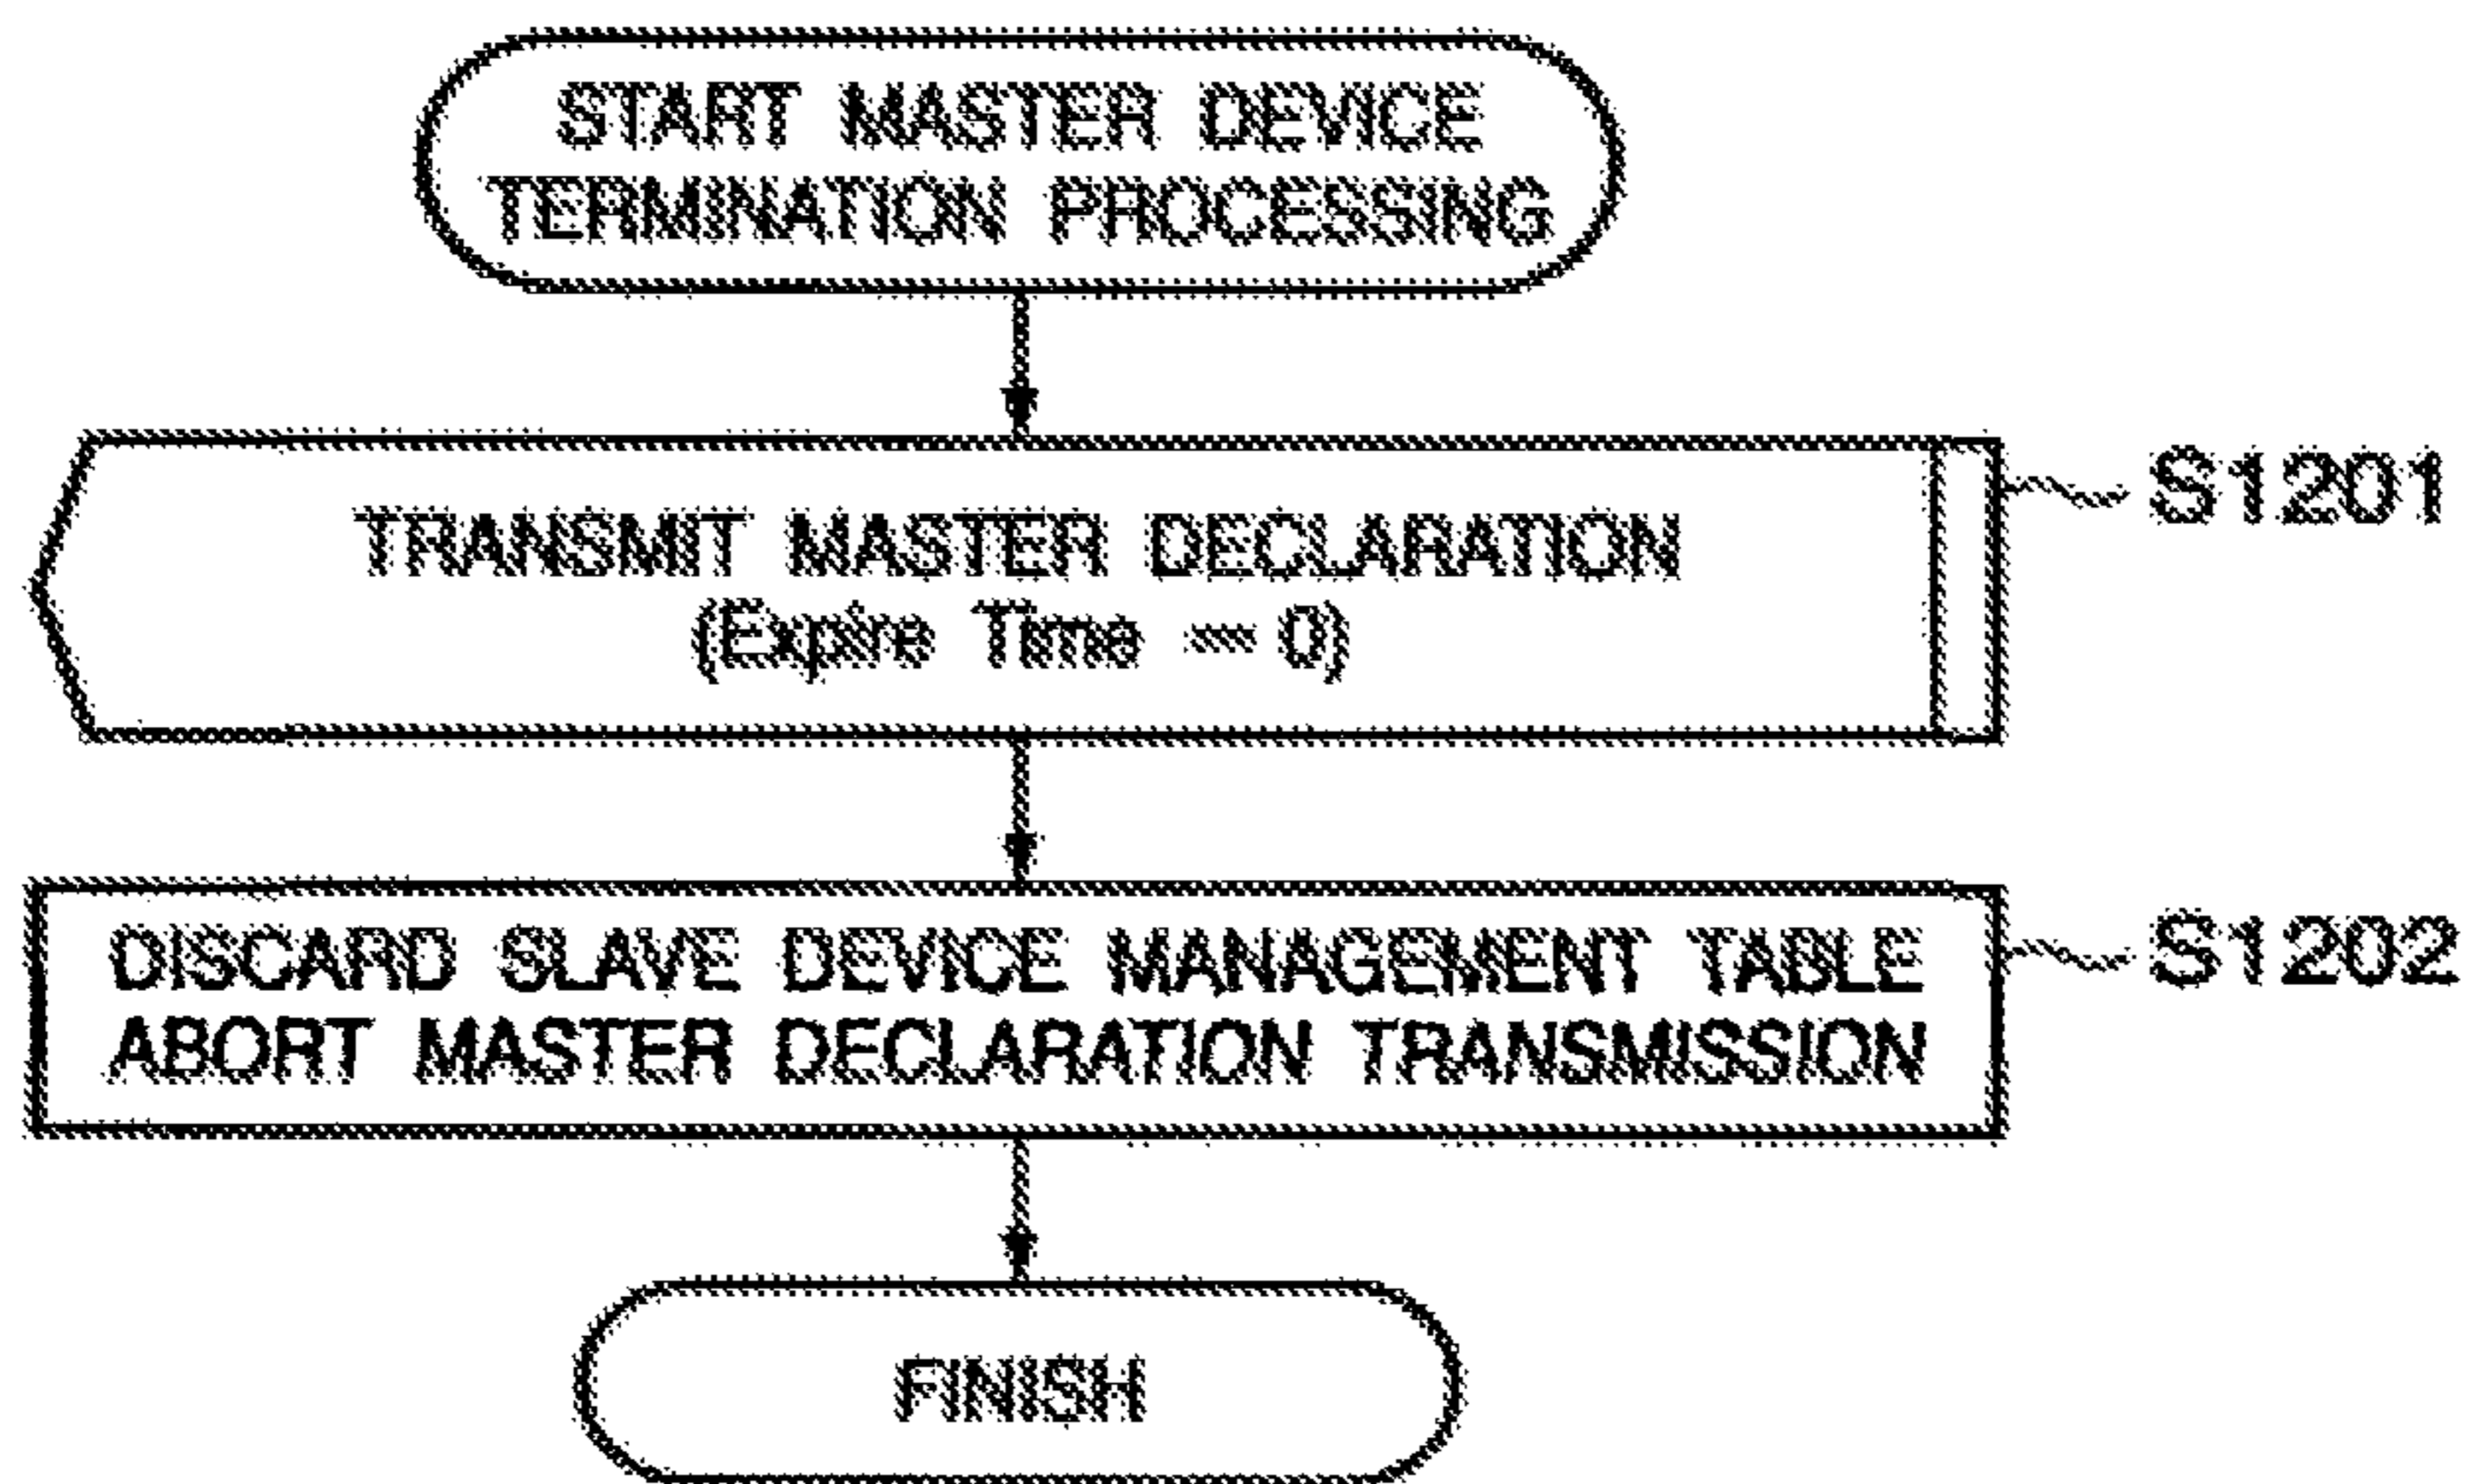 START MASTER DEVICE
TERMINATION PROCESSING
TRANSMIT MASTER DECLARATION
(Expire Time = 0)
S1201
DISCARD SLAVE DEVICE MANAGEMENT TABLE
ABORT MASTER DECLARATION TRANSMISSION
S1202
FINISH